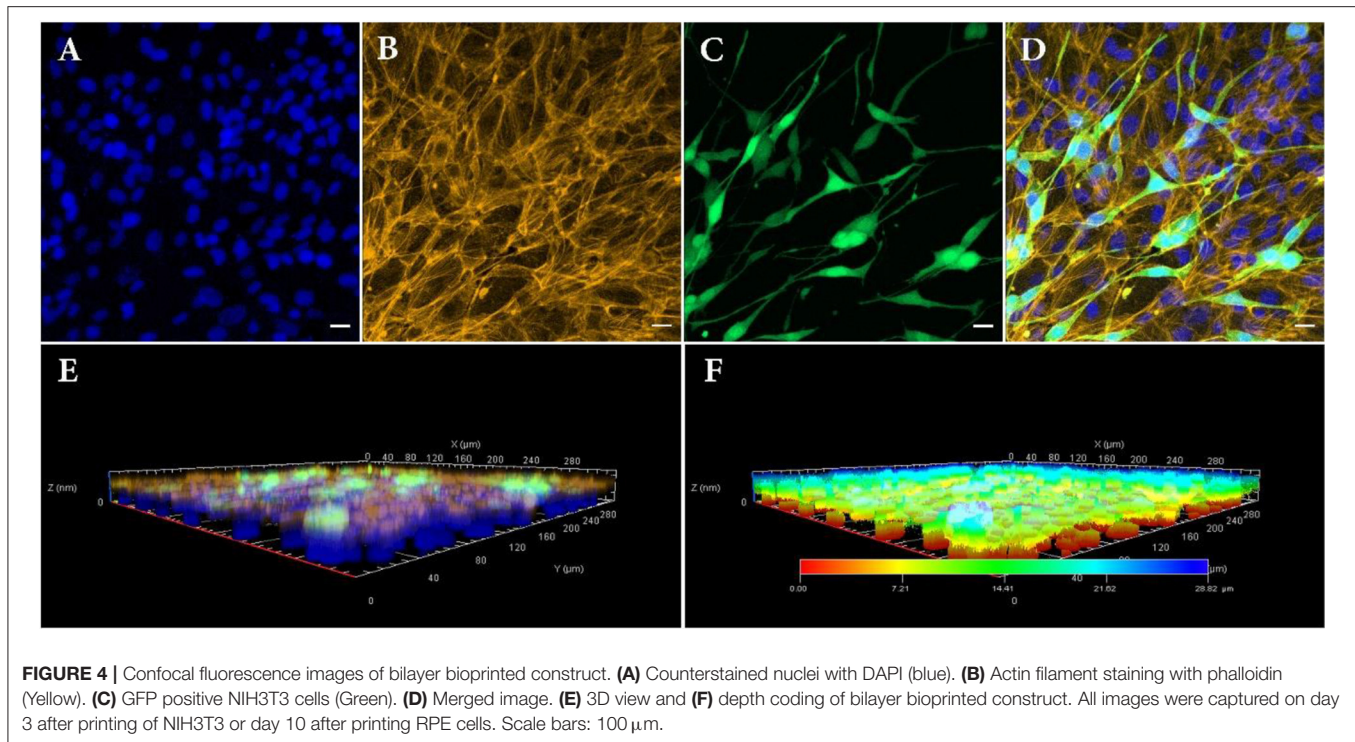 A
B
C
D
E
X (µm)
0 40 80 120 160 200 240 280
Z (nm)
0
280
240
200
160
120
80
Y (µm)
40
0
F
X (µm)
0 40 80 120 160 200 240 280
Z (nm)
0
280
240
200
160
120
40
(µm)
0.00 7.21 14.41 21.62 28.82 µm
0
FIGURE 4 | Confocal fluorescence images of bilayer bioprinted construct. (A) Counterstained nuclei with DAPI (blue). (B) Actin filament staining with phalloidin
(Yellow). (C) GFP positive NIH3T3 cells (Green). (D) Merged image. (E) 3D view and (F) depth coding of bilayer bioprinted construct. All images were captured on day
3 after printing of NIH3T3 or day 10 after printing RPE cells. Scale bars: 100 µm.